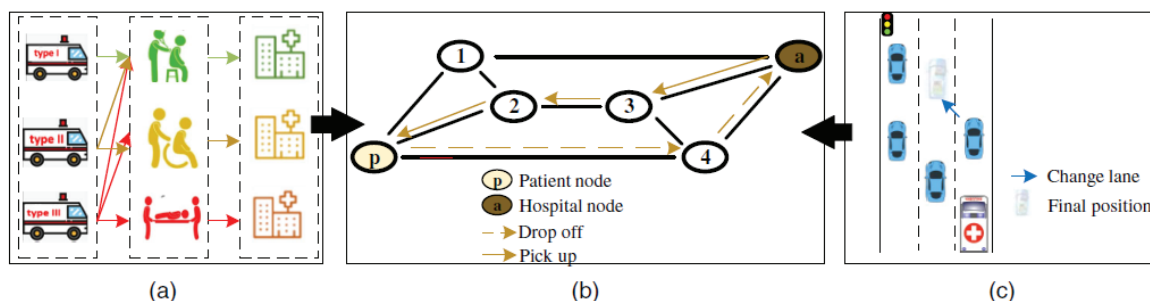 type I
type II
type III
1
a
2
3
p
4
p Patient node
a Hospital node
Drop off
Pick up
Change lane
Final position
(a)
(b)
(c)